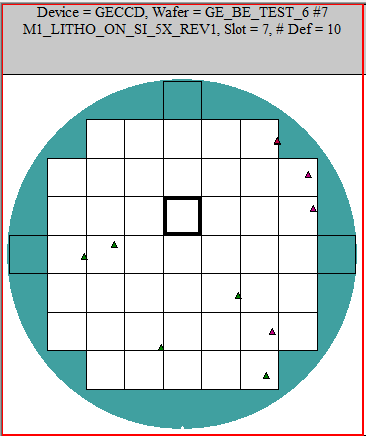 Device = GECCD, Wafer = GE_BE_TEST_6 #7
M1_LITHO_ON_SI_5X_REV1, Slot = 7, # Def = 10